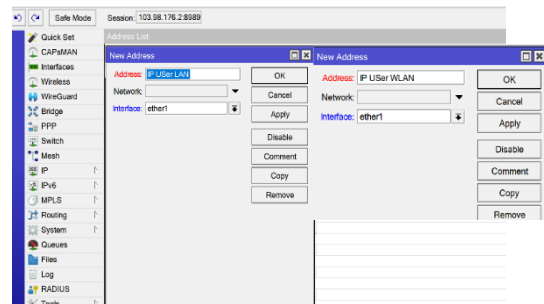 Safe Mode
Session: 103.98.176.2:8989
Quick Set
CAPsMAN
Interfaces
Wireless
WireGuard
Bridge
PPP
Switch
Mesh
IP
IPv6
MPLS
Routing
System
Queues
Files
Log
RADIUS
Tools
Address List
New Address
Address: IP USer LAN
Network:
Interface: ether1
OK
Cancel
Apply
Disable
Comment
Copy
Remove
New Address
Address: IP USer WLAN
Network:
Interface: ether1
OK
Cancel
Apply
Disable
Comment
Copy
Remove